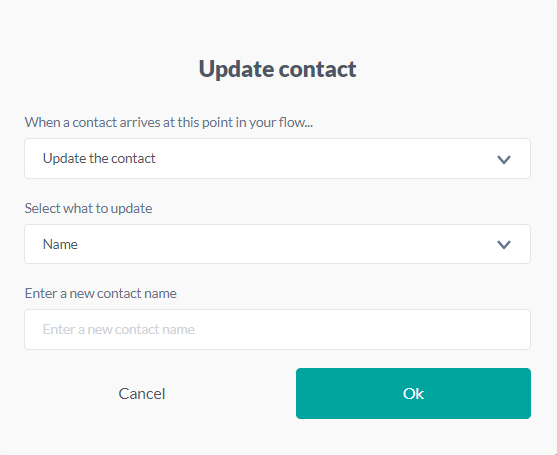 Update contact
When a contact arrives at this point in your flow...
Update the contact
Select what to update
Name
Enter a new contact name
Enter a new contact name
Cancel Ok